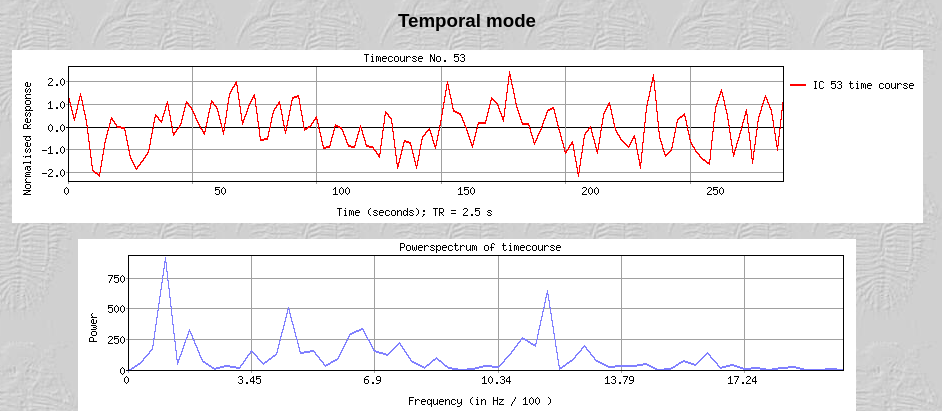 Temporal mode
Timecourse No. 53
Normalised Response
2.0
1.0
0.0
-1.0
-2.0
IC 53 time course
0 50 100 150 200 250
Time (seconds); TR = 2.5 s
Powerspectrum of timecourse
Power
750
500
250
0
0 3.45 6.9 10.34 13.79 17.24
Frequency (in Hz / 100 )